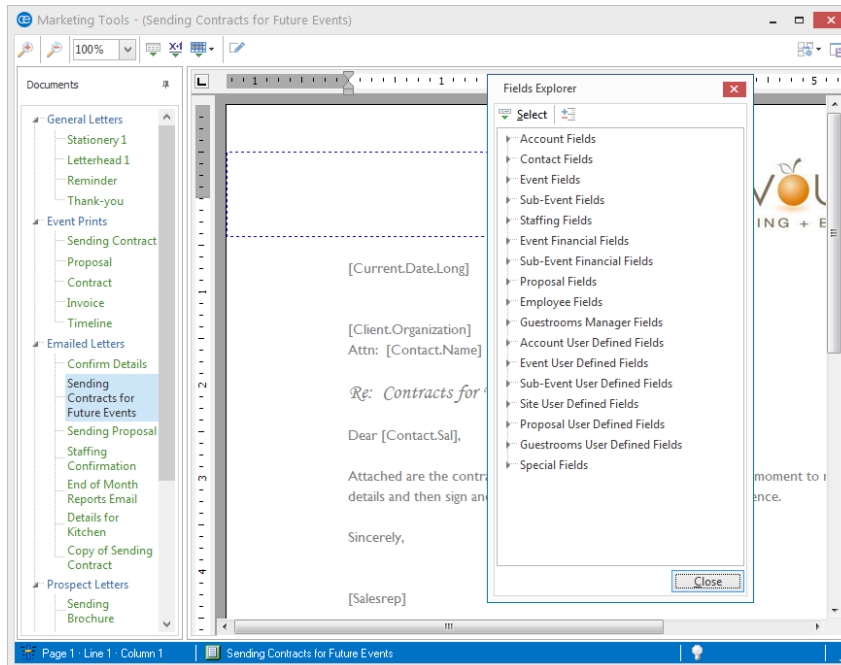 Marketing Tools - (Sending Contracts for Future Events)
100%
Documents
General Letters
Stationery 1
Letterhead 1
Reminder
Thank-you
Event Prints
Sending Contract
Proposal
Contract
Invoice
Timeline
Emailed Letters
Confirm Details
Sending
Contracts for
Future Events
Sending Proposal
Staffing
Confirmation
End of Month
Reports Email
Details for
Kitchen
Copy of Sending
Contract
Prospect Letters
Sending
Brochure
L
1 1 5
1
2
3
4
ING + E
[Current.Date.Long]
[Client.Organization]
Attn: [Contact.Name]
Re: Contracts for
Dear [Contact.Sal],
Attached are the contra moment to
details and then sign an ence.
Sincerely,
[Salesrep]
Fields Explorer
Select
Account Fields
Contact Fields
Event Fields
Sub-Event Fields
Staffing Fields
Event Financial Fields
Sub-Event Financial Fields
Proposal Fields
Employee Fields
Guestrooms Manager Fields
Account User Defined Fields
Event User Defined Fields
Sub-Event User Defined Fields
Site User Defined Fields
Proposal User Defined Fields
Guestrooms User Defined Fields
Special Fields
Close
Page 1 · Line 1 · Column 1
Sending Contracts for Future Events